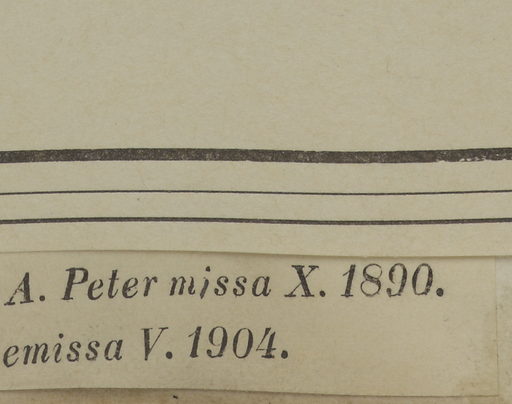 A. Peter missa X. 1890.
emissa V. 1904.